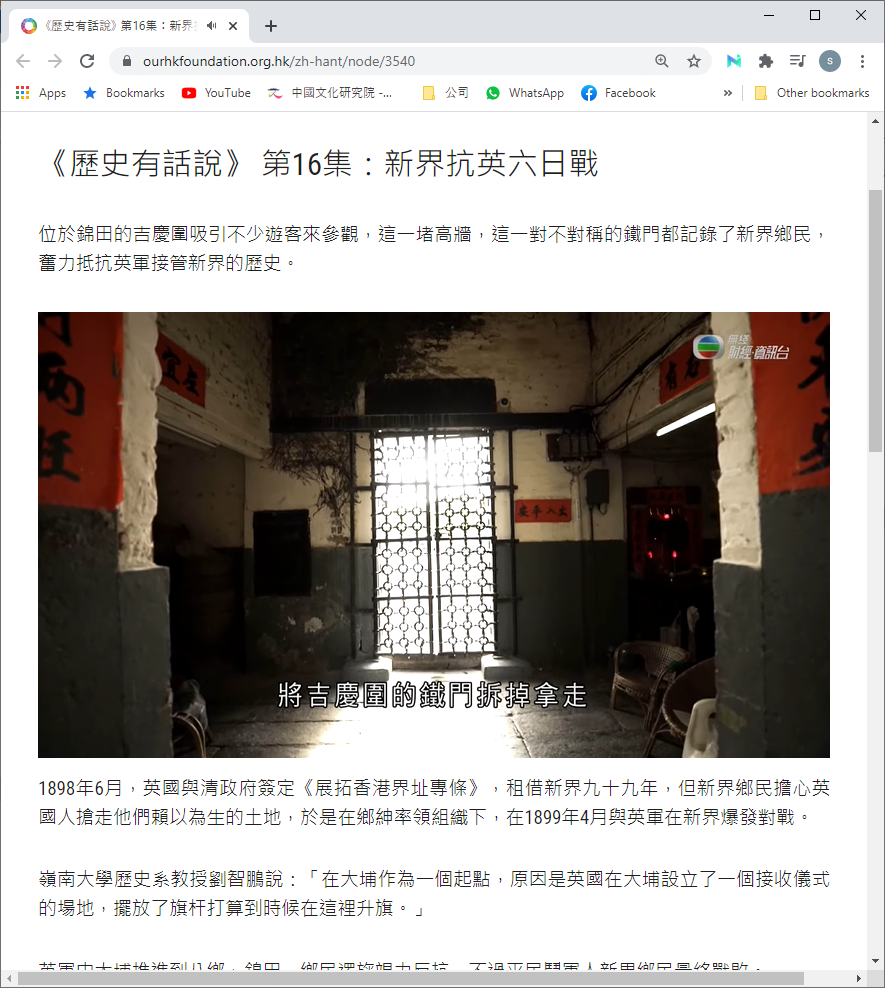 《歷史有話說》 第16集：新界
ourhkfoundation.org.hk/zh-hant/node/3540
S
Apps Bookmarks YouTube 中國文化研究院 -... 公司 WhatsApp Facebook » Other bookmarks
《歷史有話說》 第16集：新界抗英六日戰
位於錦田的吉慶圍吸引不少遊客來參觀，這一堵高牆，這一對不對稱的鐵門都記錄了新界鄉民，
奮力抵抗英軍接管新界的歷史。
無綫
財經·資訊台
將吉慶圍的鐵門拆掉拿走
1898年6月，英國與清政府簽定《展拓香港界址專條》，租借新界九十九年，但新界鄉民擔心英
國人搶走他們賴以為生的土地，於是在鄉紳率領組織下，在1899年4月與英軍在新界爆發對戰。
嶺南大學歷史系教授劉智鵬說：「在大埔作為一個起點，原因是英國在大埔設立了一個接收儀式
的場地，擺放了旗杆打算到時候在這裡升旗。」